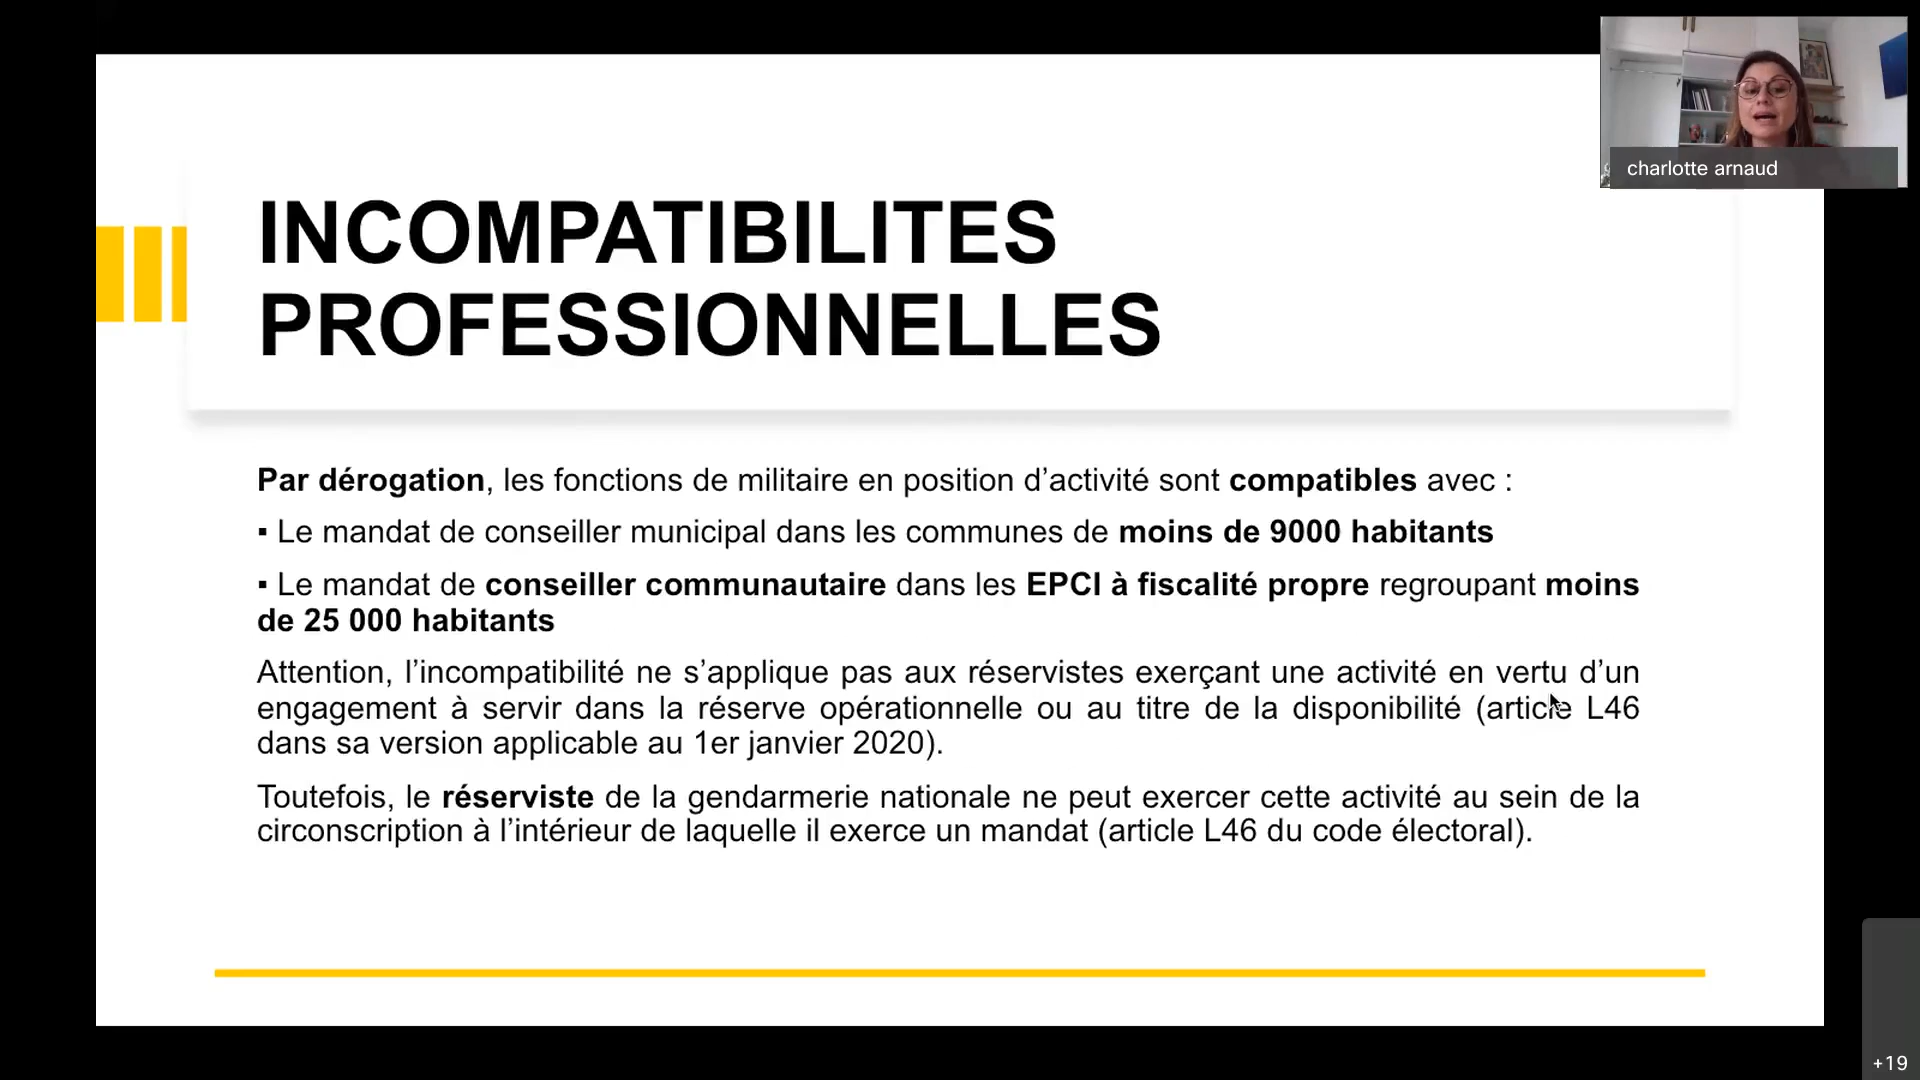 charlotte arnaud
INCOMPATIBILITES
PROFESSIONNELLES
Par dérogation, les fonctions de militaire en position d’activité sont compatibles avec :
▪ Le mandat de conseiller municipal dans les communes de moins de 9000 habitants
▪ Le mandat de conseiller communautaire dans les EPCI à fiscalité propre regroupant moins
de 25 000 habitants
Attention, l’incompatibilité ne s’applique pas aux réservistes exerçant une activité en vertu d’un
engagement à servir dans la réserve opérationnelle ou au titre de la disponibilité (article L46
dans sa version applicable au 1er janvier 2020).
Toutefois, le réserviste de la gendarmerie nationale ne peut exercer cette activité au sein de la
circonscription à l’intérieur de laquelle il exerce un mandat (article L46 du code électoral).
+19